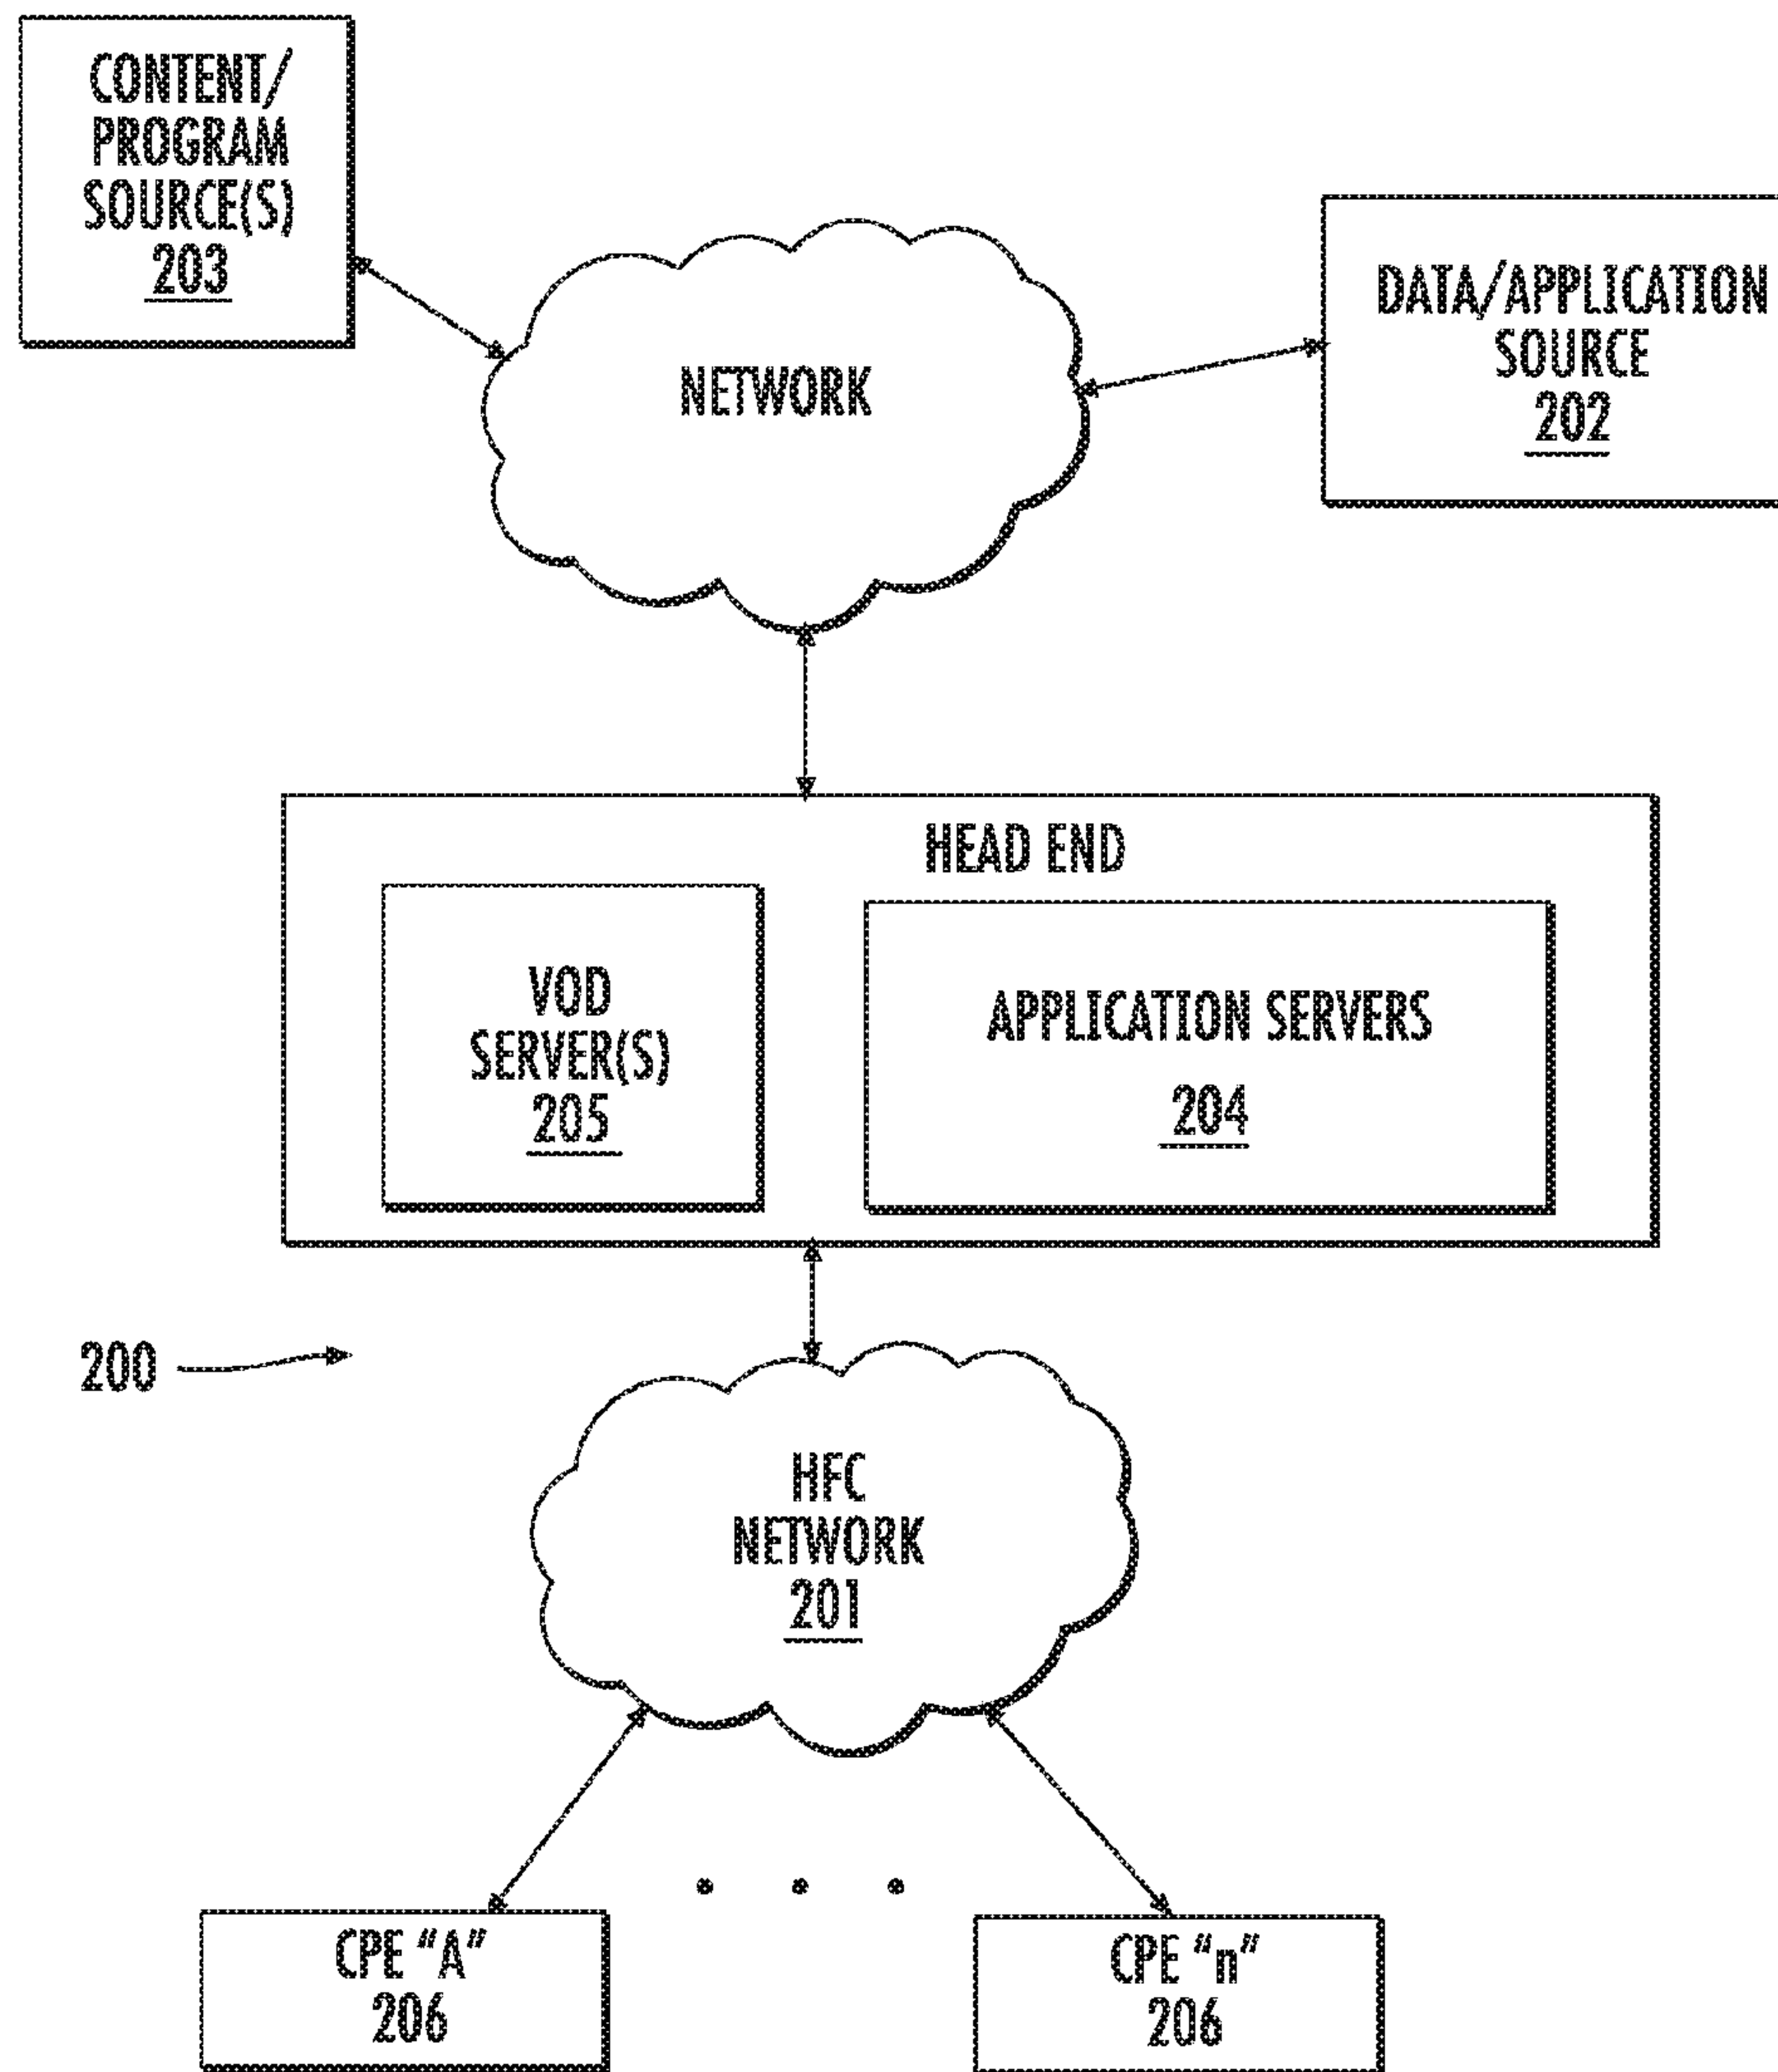 CONTENT/
PROGRAM
SOURCE(S)
203
DATA/APPLICATION
SOURCE
202
NETWORK
HEAD END
VOD
SERVER(S)
205
APPLICATION SERVERS
204
200
HFC
NETWORK
201
CPE "A"
206
CPE "n"
206